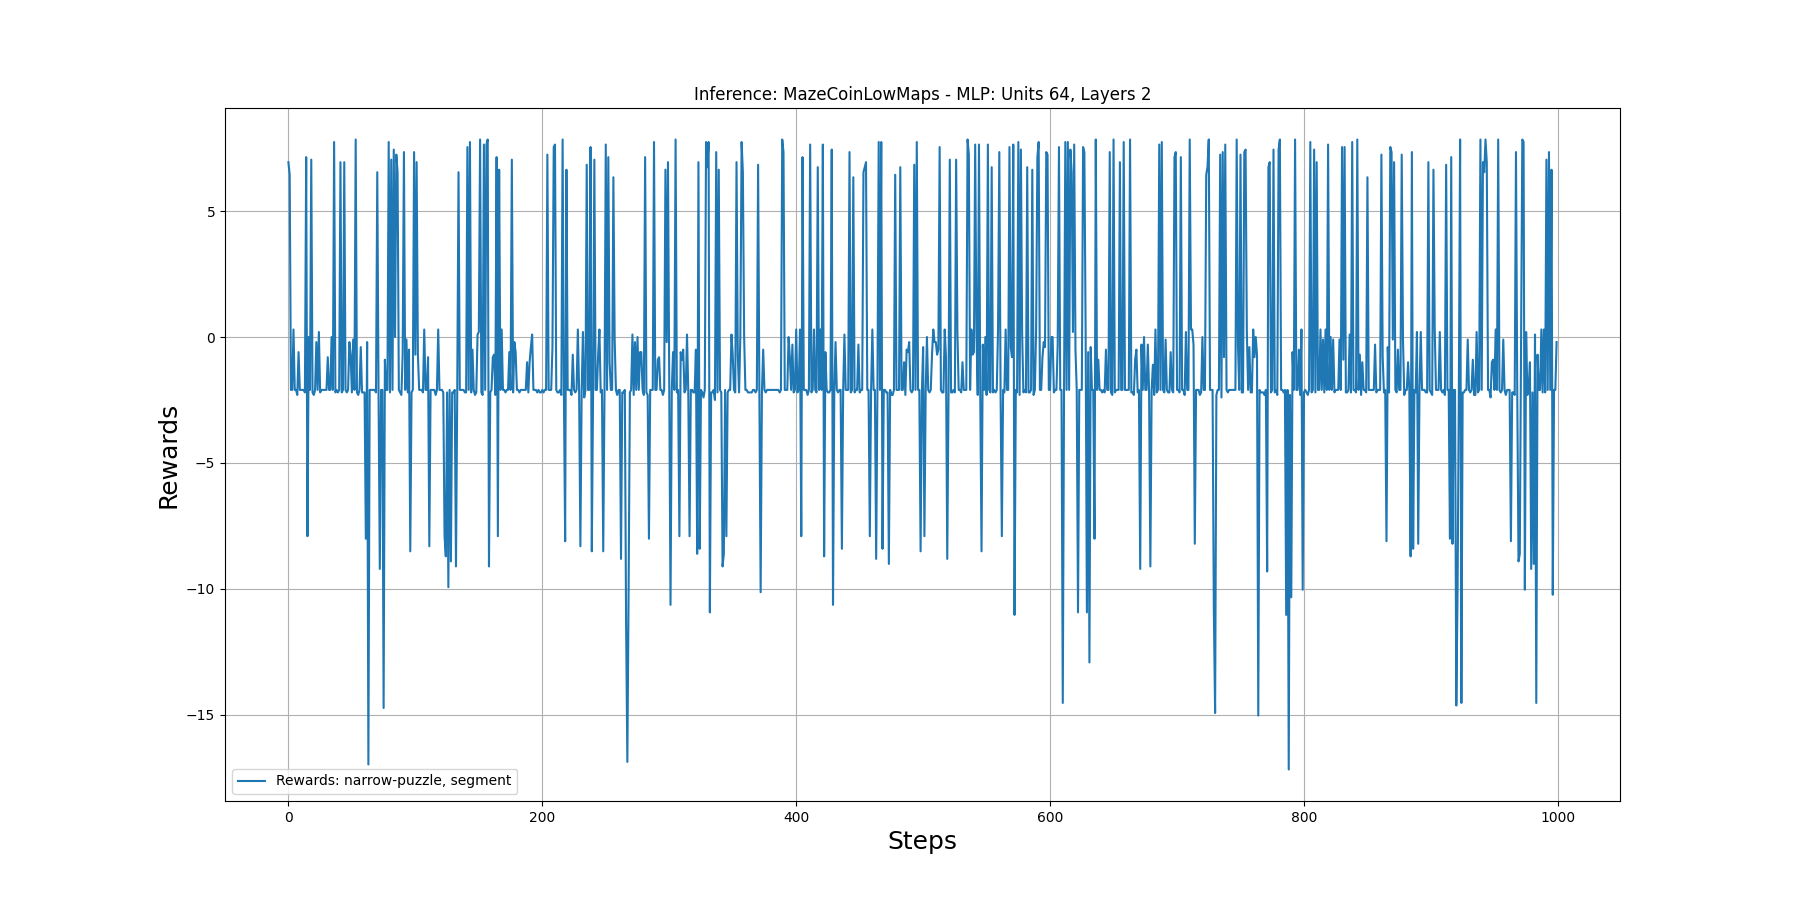 Inference: MazeCoinLowMaps - MLP: Units 64, Layers 2
5
0
−5
−10
−15
Rewards
Rewards: narrow-puzzle, segment
0 200 400 600 800 1000
Steps